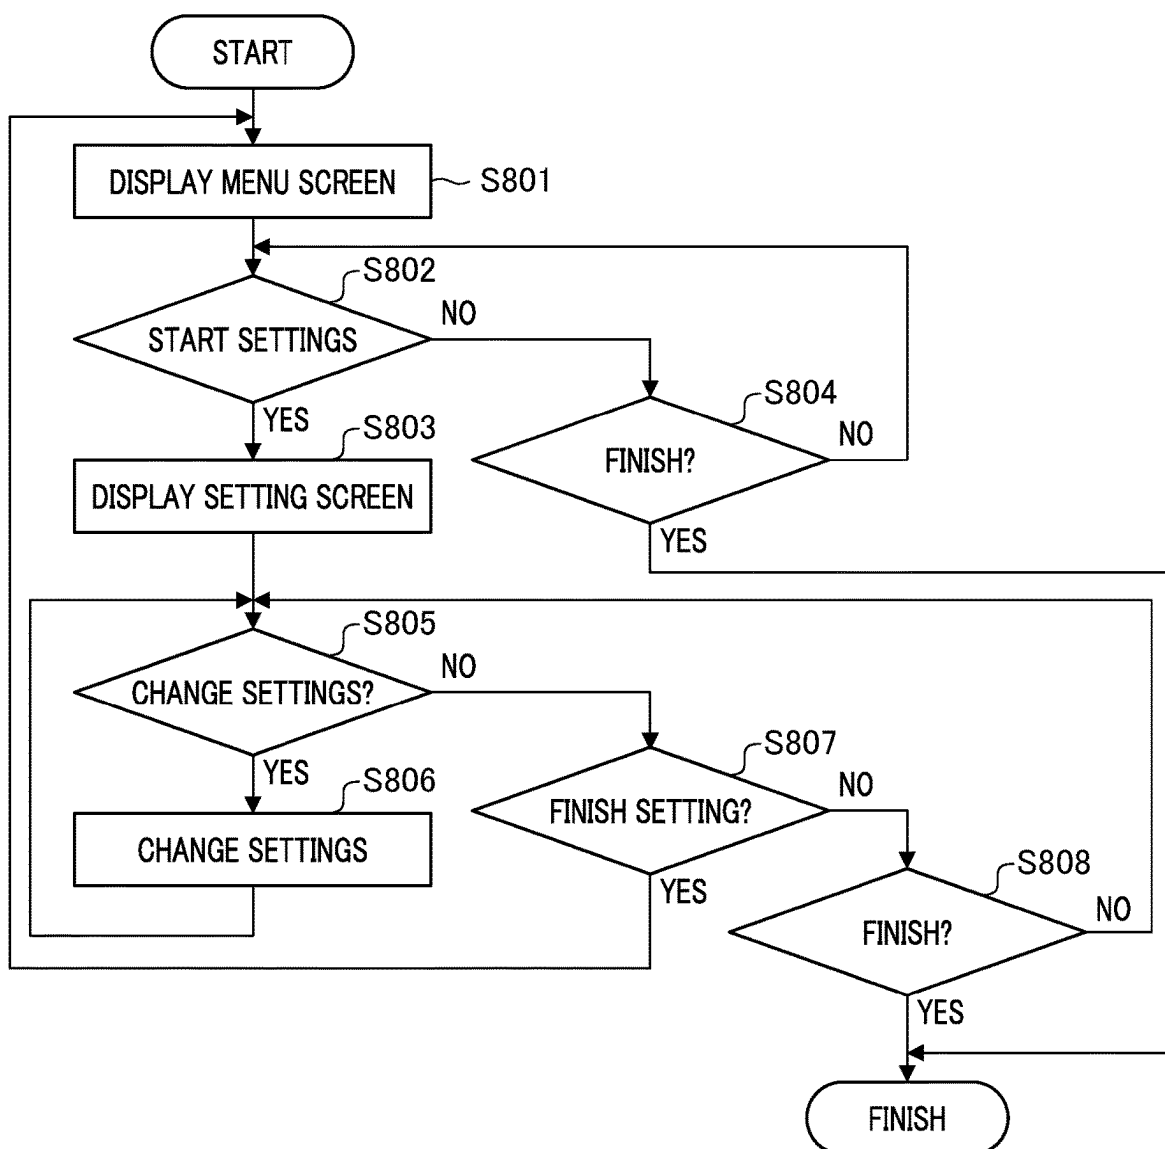 START
DISPLAY MENU SCREEN
S801
S802
START SETTINGS
NO
YES
S803
DISPLAY SETTING SCREEN
S804
FINISH?
NO
YES
S805
CHANGE SETTINGS?
NO
YES
S806
CHANGE SETTINGS
S807
FINISH SETTING?
NO
YES
S808
FINISH?
NO
YES
FINISH